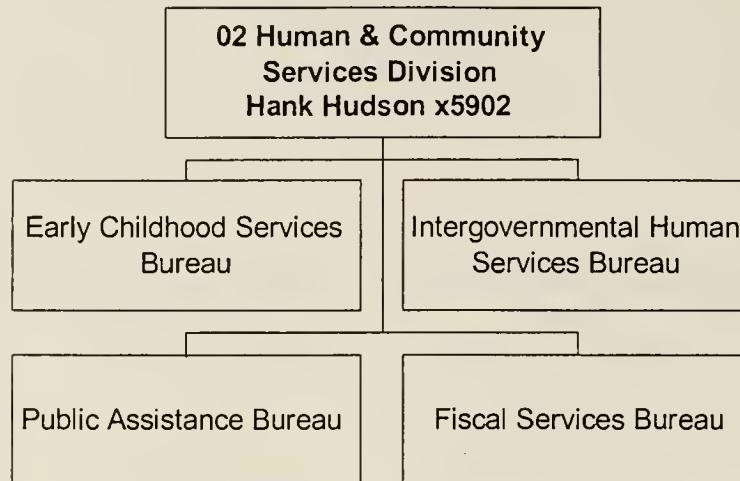 02 Human & Community
Services Division
Hank Hudson x5902
Early Childhood Services
Bureau
Intergovernmental Human
Services Bureau
Public Assistance Bureau
Fiscal Services Bureau